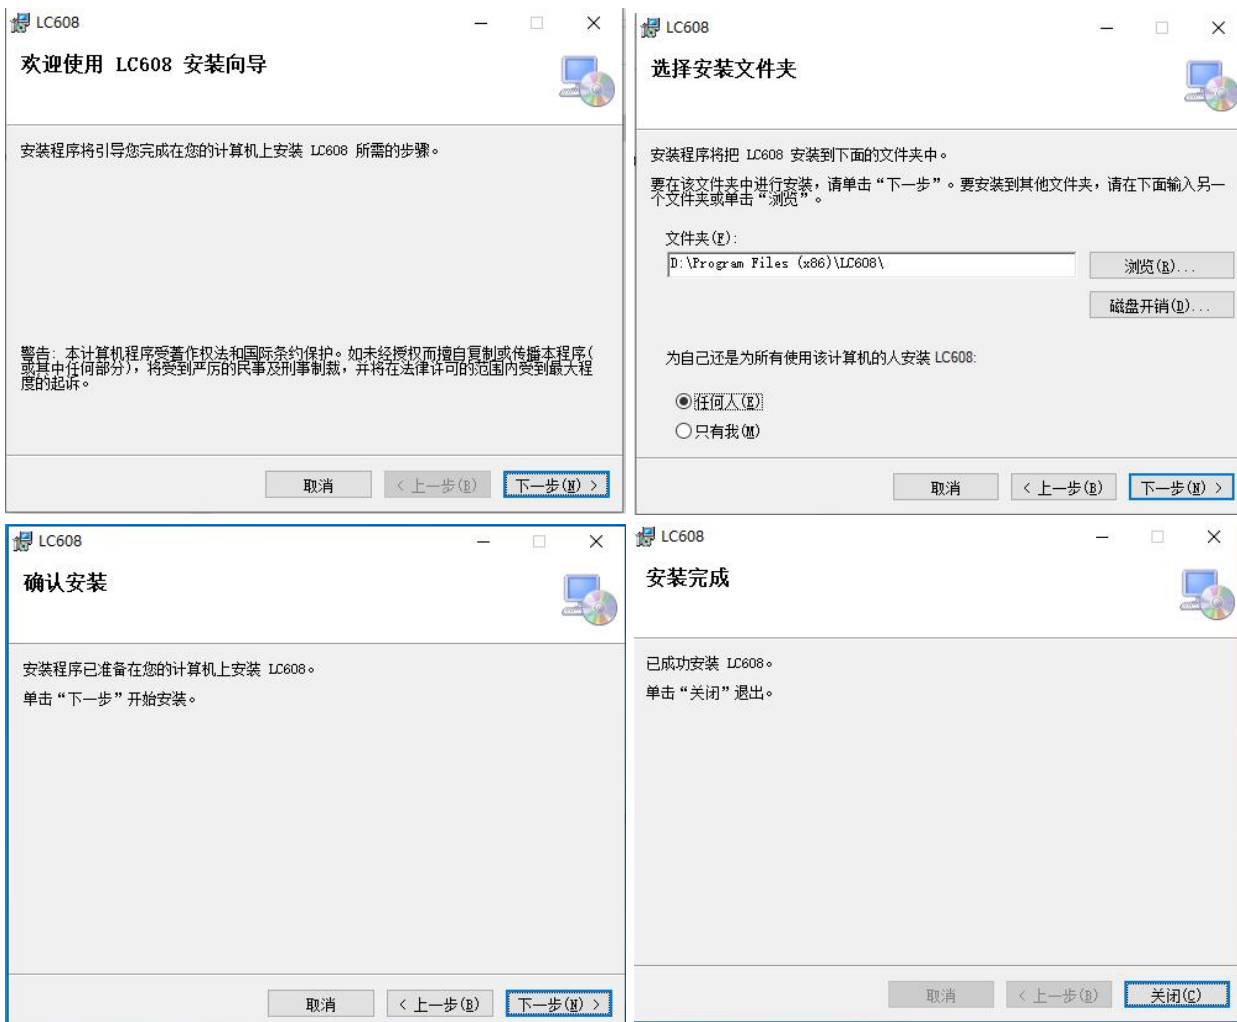 LC608
欢迎使用 LC608 安装向导
安装程序将引导您完成在您的计算机上安装 LC608 所需的步骤。
警告: 本计算机程序受著作权法和国际条约保护。如未经授权而擅自复制或传播本程序(
或其中任何部分), 将受到严厉的民事及刑事制裁, 并将在法律许可的范围内受到最大程
度的起诉。
取消 < 上一步(B) 下一步(N) >
LC608
选择安装文件夹
安装程序将把 LC608 安装到下面的文件夹中。
要在该文件夹中进行安装, 请单击“下一步”。要安装到其他文件夹, 请在下面输入另一
个文件夹或单击“浏览”。
文件夹(F):
D:\Program Files (x86)\LC608\
浏览(R)...
磁盘开销(D)...
为自己还是为所有使用该计算机的人安装 LC608:
任何人(E)
只有我(M)
取消 < 上一步(B) 下一步(N) >
LC608
确认安装
安装程序已准备在您的计算机上安装 LC608。
单击“下一步”开始安装。
取消 < 上一步(B) 下一步(N) >
LC608
安装完成
已成功安装 LC608。
单击“关闭”退出。
取消 < 上一步(B) 关闭(C)